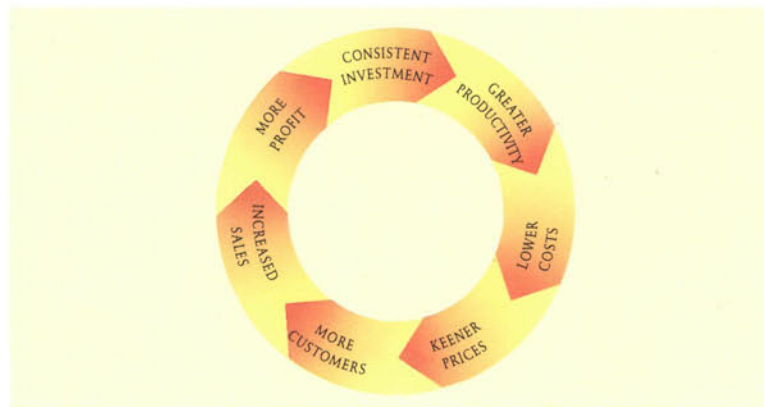 CONSISTENT
INVESTMENT
GREATER
PRODUCTIVITY
LOWER
COSTS
KEENER
PRICES
MORE
CUSTOMERS
INCREASED
SALES
MORE
PROFIT